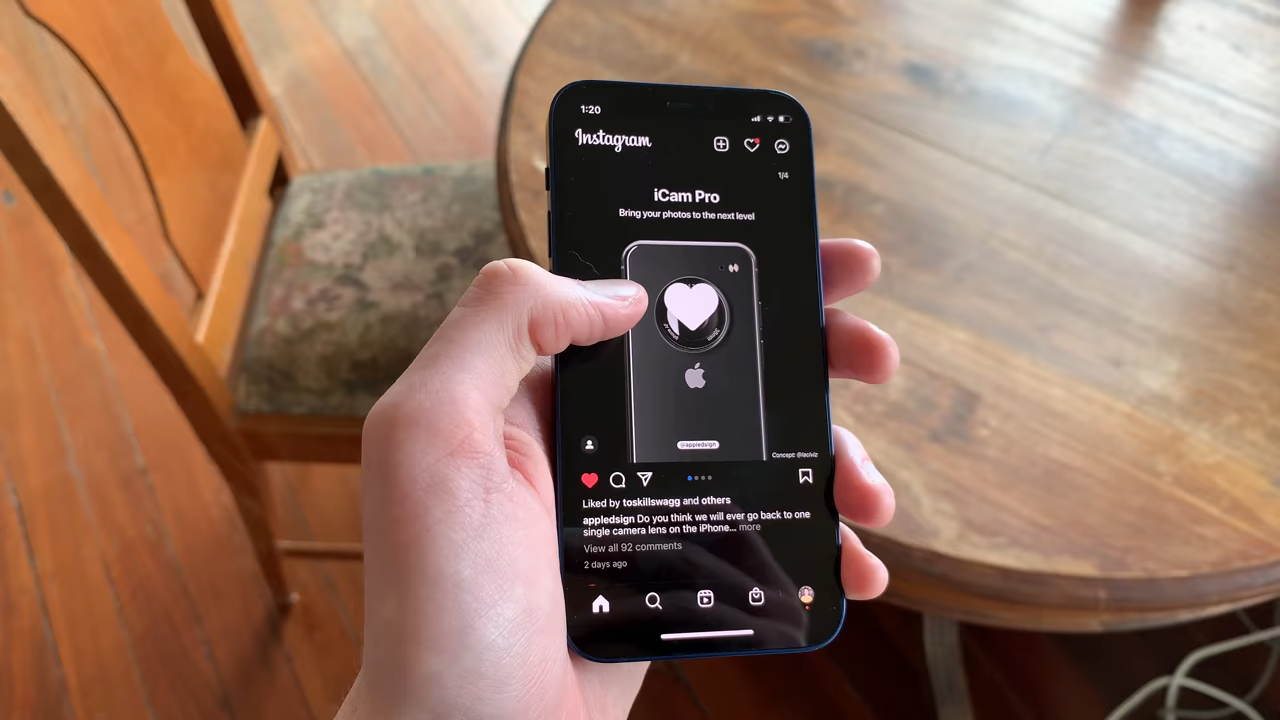 1:20
Instagram
1/4
iCam Pro
Bring your photos to the next level
@appledsign
Concept: @laciviz
Liked by toskillswagg and others
appledsign Do you think we will ever go back to one
single camera lens on the iPhone... more
View all 92 comments
2 days ago